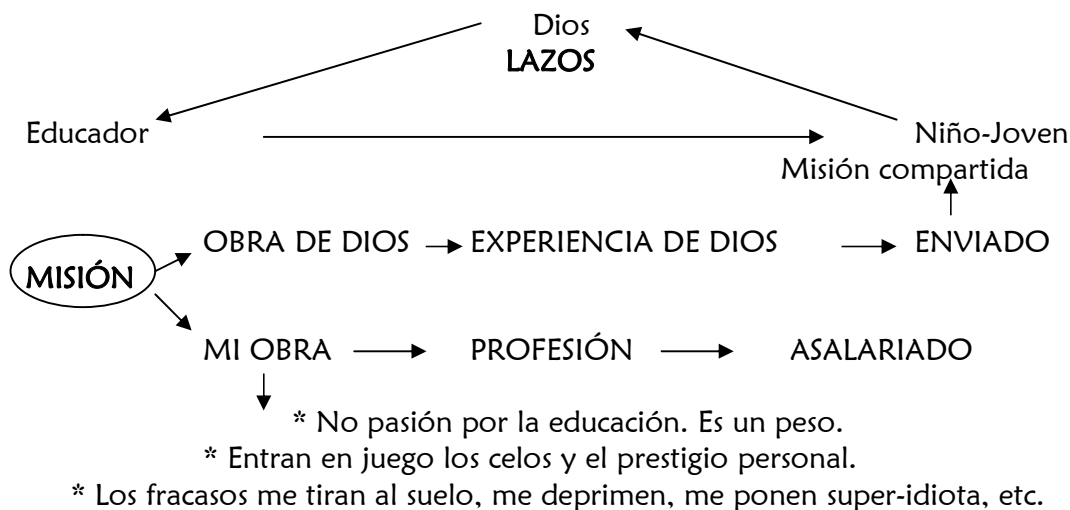 Dios
LAZOS
Educador Niño-Joven
Misión compartida
OBRA DE DIOS EXPERIENCIA DE DIOS ENVIADO
MISIÓN
MI OBRA PROFESIÓN ASALARIADO
* No pasión por la educación. Es un peso.
* Entran en juego los celos y el prestigio personal.
* Los fracasos me tiran al suelo, me deprimen, me ponen super-idiota, etc.